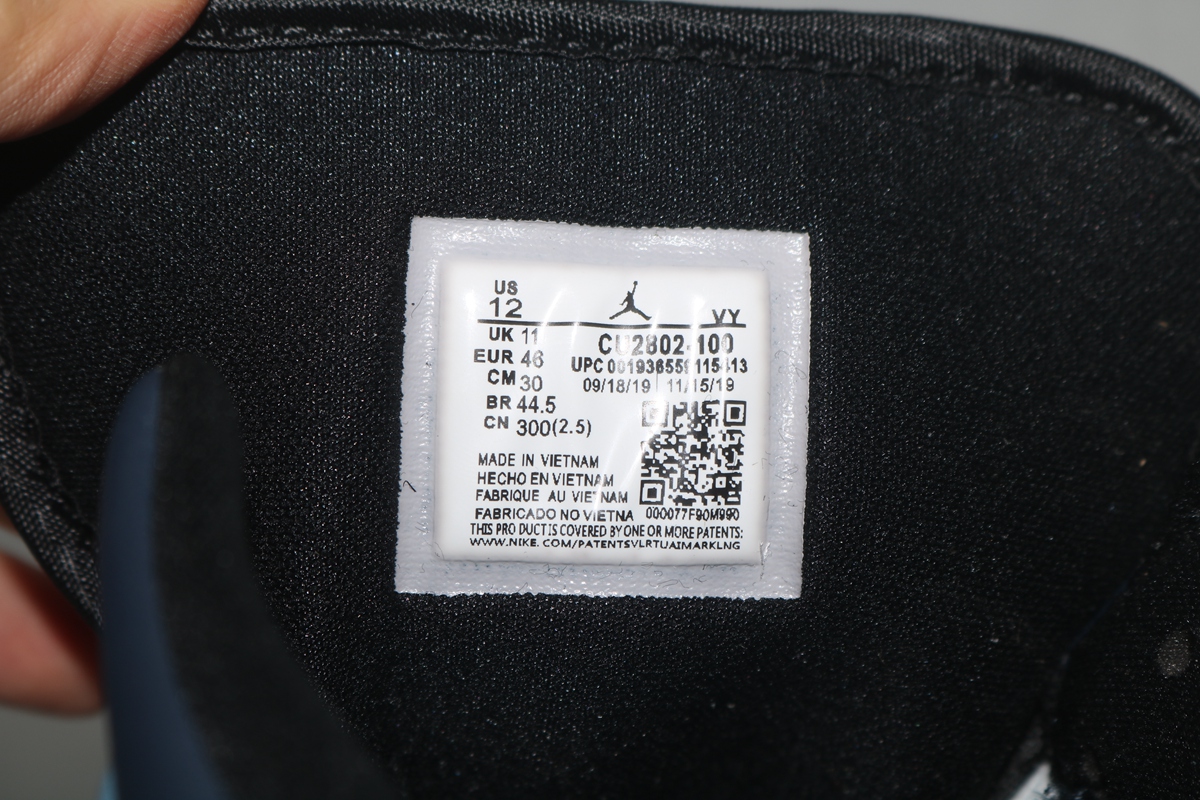 US
12
VY
UK 11
EUR 46
CM 30
BR 44.5
CN 300(2.5)
CU2802-100
UPC 001936559115413
09/18/19 11/15/19
MADE IN VIETNAM
HECHO EN VIETNAM
FABRIQUE AU VIETNAM
FABRICADO NO VIETNA
000077F90M990
THIS PRO DUCT IS COVERED BY ONE OR MORE PATENTS:
WWW.NIKE.COM/PATENTSVLRTUAIMARKLNG